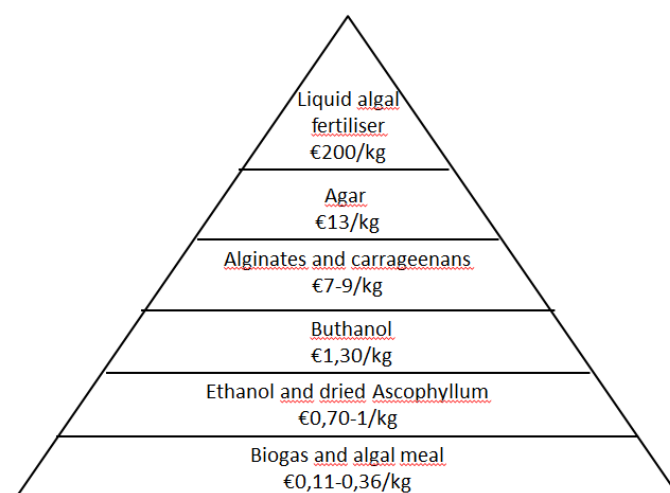 Liquid algal
fertiliser
€200/kg
Agar
€13/kg
Alginates and carrageenans
€7-9/kg
Buthanol
€1,30/kg
Ethanol and dried Ascophyllum
€0,70-1/kg
Biogas and algal meal
€0,11-0,36/kg